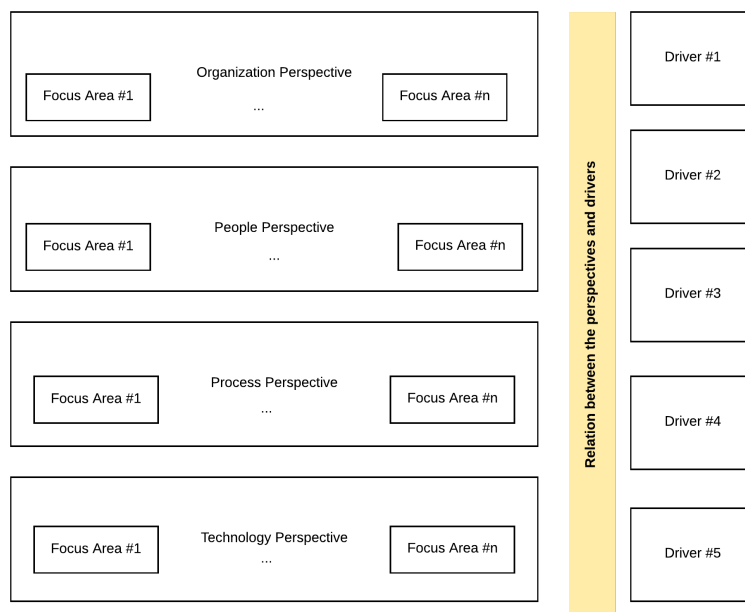 Organization Perspective
Focus Area #1
...
Focus Area #n
People Perspective
Focus Area #1
...
Focus Area #n
Process Perspective
Focus Area #1
...
Focus Area #n
Technology Perspective
Focus Area #1
...
Focus Area #n
Relation between the perspectives and drivers
Driver #1
Driver #2
Driver #3
Driver #4
Driver #5